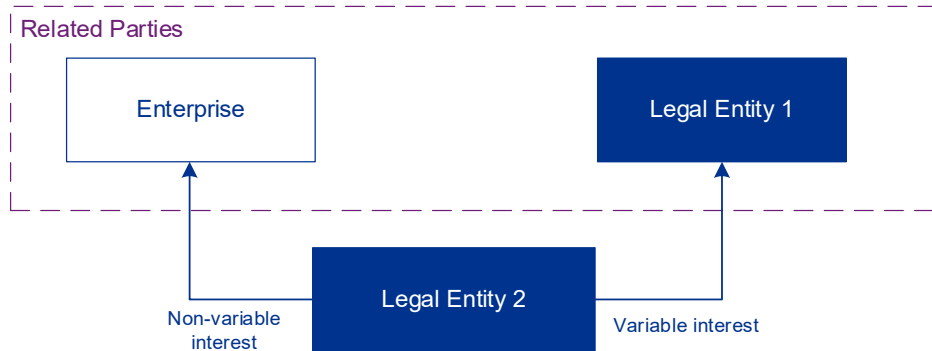 Related Parties
Enterprise
Legal Entity 1
Legal Entity 2
Non-variable
interest
Variable interest